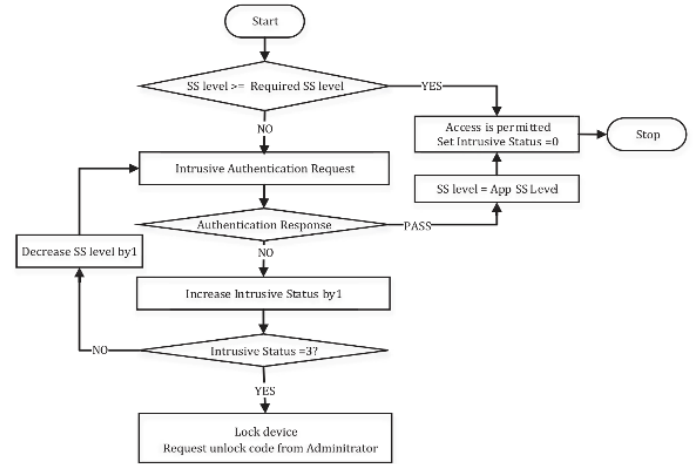 Start
SS level >= Required SS level
YES
NO
Access is permitted
Set Intrusive Status =0
Stop
Intrusive Authentication Request
SS level = App SS Level
Authentication Response
PASS
Decrease SS level by1
NO
Increase Intrusive Status by1
Intrusive Status =3?
NO
YES
Lock device
Request unlock code from Adminitrator